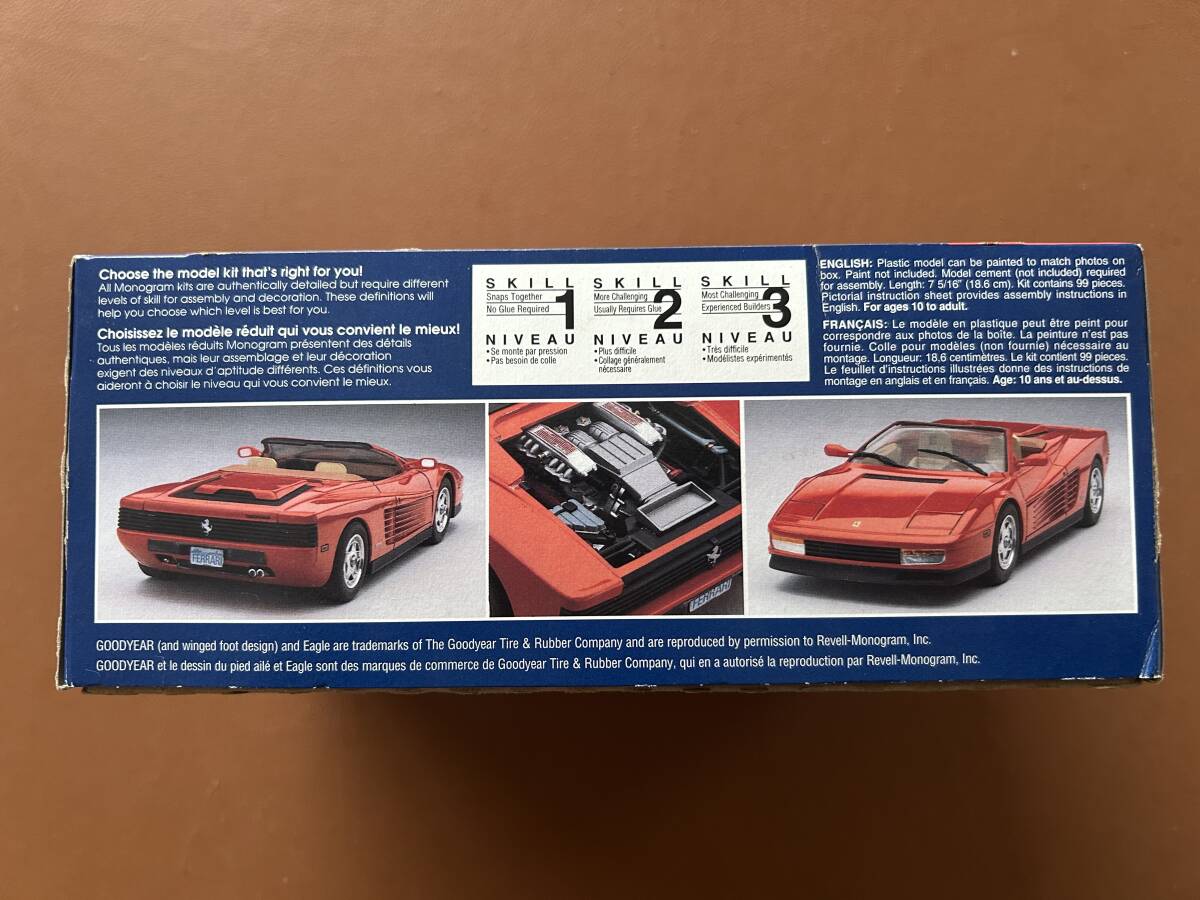 Choose the model kit that's right for you!
All Monogram kits are authentically detailed but require different
levels of skill for assembly and decoration. These definitions will
help you choose which level is best for you.
Choisissez le modèle réduit qui vous convient le mieux!
Tous les modèles réduits Monogram présentent des détails
authentiques, mais leur assemblage et leur décoration
exigent des niveaux d'aptitude différents. Ces définitions vous
aideront à choisir le niveau qui vous convient le mieux.
SKILL
Snaps Together
No Glue Required
1
NIVEAU
• Se monte par pression
• Pas besoin de colle
SKILL
More Challenging
Usually Requires Glue
2
NIVEAU
• Plus difficile
• Collage généralement
nécessaire
SKILL
Most Challenging
Experienced Builders
3
NIVEAU
• Très difficile
• Modélistes expérimentés
ENGLISH: Plastic model can be painted to match photos on
box. Paint not included. Model cement (not included) required
for assembly. Length: 7 5/16" (18.6 cm). Kit contains 99 pieces.
Pictorial instruction sheet provides assembly instructions in
English. For ages 10 to adult.
FRANÇAIS: Le modèle en plastique peut être peint pour
correspondre aux photos de la boîte. La peinture n'est pas
fournie. Colle pour modèles (non fournie) nécessaire au
montage. Longueur: 18,6 centimètres. Le kit contient 99 pièces.
Le feuillet d'instructions illustrées donne des instructions de
montage en anglais et en français. Age: 10 ans et au-dessus.
FERRARI
FERRARI
GOODYEAR (and winged foot design) and Eagle are trademarks of The Goodyear Tire & Rubber Company and are reproduced by permission to Revell-Monogram, Inc.
GOODYEAR et le dessin du pied ailé et Eagle sont des marques de commerce de Goodyear Tire & Rubber Company, qui en a autorisé la reproduction par Revell-Monogram, Inc.